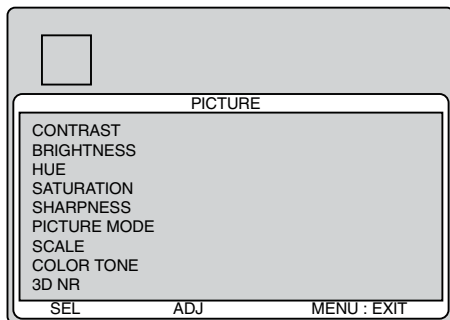 PICTURE
CONTRAST
BRIGHTNESS
HUE
SATURATION
SHARPNESS
PICTURE MODE
SCALE
COLOR TONE
3D NR
SEL ADJ MENU : EXIT